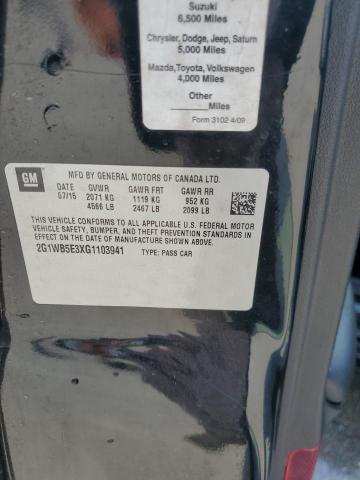 Suzuki
6,500 Miles
Chrysler, Dodge, Jeep, Saturn
5,000 Miles
Mazda, Toyota, Volkswagen
4,000 Miles
Other
______Miles
Form 3102 4/09
GM
MFD BY GENERAL MOTORS OF CANADA LTD.
DATE GVWR GAWR FRT GAWR RR
07/15 2071 KG 1119 KG 952 KG
4566 LB 2467 LB 2099 LB
THIS VEHICLE CONFORMS TO ALL APPLICABLE U.S. FEDERAL MOTOR
VEHICLE SAFETY, BUMPER, AND THEFT PREVENTION STANDARDS IN
EFFECT ON THE DATE OF MANUFACTURE SHOWN ABOVE.
2G1WB5E3XG1103941 TYPE: PASS CAR